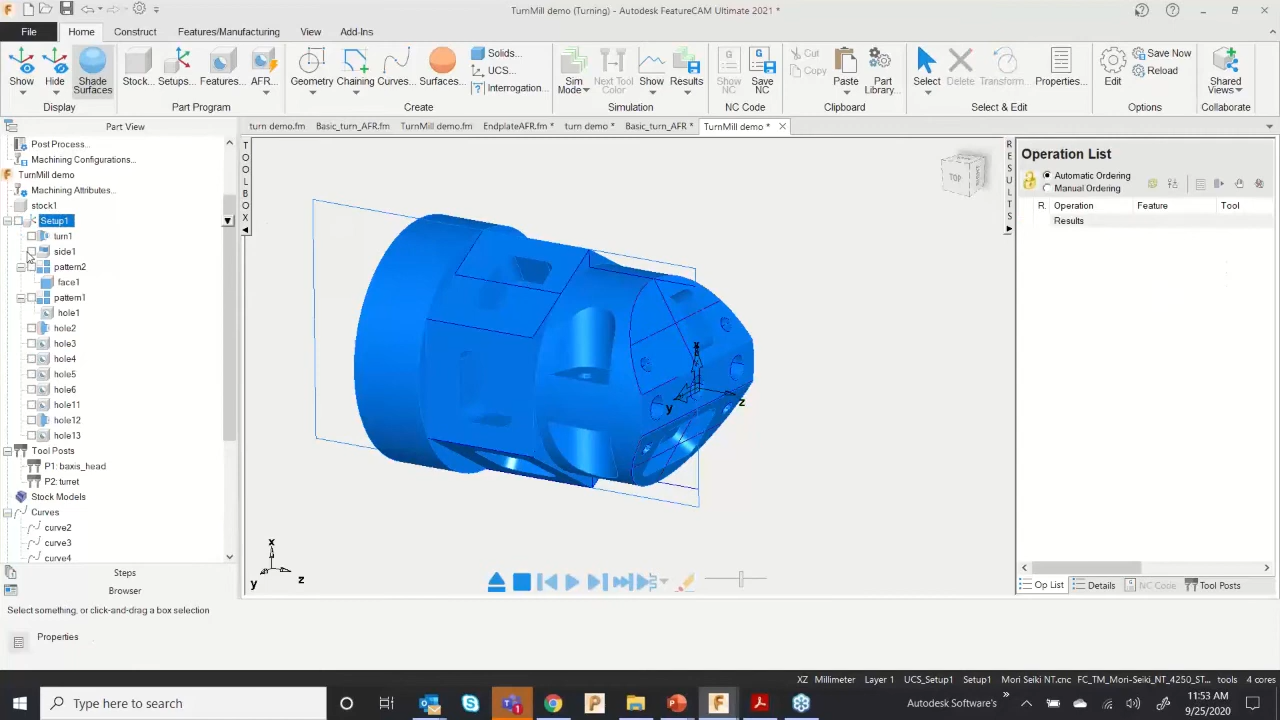 TurnMill demo (Turning) - Autodesk FeatureCAM Ultimate 2021 *
File Home Construct Features/Manufacturing View Add-Ins
Show Hide Shade Surfaces Stock... Setups... Features... AFR... Geometry Chaining Curves... Surfaces... Solids... UCS... Interrogation... Sim Mode Next Tool Color Show Results Show NC Save NC Cut Copy Paste Part Library... Select Delete Transform... Properties... Edit Save Now Reload Shared Views
Display Part Program Create Simulation NC Code Clipboard Select & Edit Options Collaborate
Part View
turn demo.fm Basic_turn_AFR.fm TurnMill demo.fm EndplateAFR.fm * turn demo * Basic_turn_AFR * TurnMill demo *
Post Process...
Machining Configurations...
TurnMill demo
Machining Attributes...
stock1
Setup1
turn1
side1
pattern2
face1
pattern1
hole1
hole2
hole3
hole4
hole5
hole6
hole11
hole12
hole13
Tool Posts
P1: baxis_head
P2: turret
Stock Models
Curves
curve2
curve3
curve4
Steps
Browser
TOOLBOX
TOP
x
y
z
x
y
z
RESULTS
Operation List
Automatic Ordering
Manual Ordering
R. Operation Feature Tool
Results
Op List Details NC Code Tool Posts
Select something, or click-and-drag a box selection
Properties
XZ Millimeter Layer 1 UCS_Setup1 Setup1 Mori Seiki NT.cnc FC_TM_Mori-Seiki_NT_4250_ST... tools 4 cores
Type here to search
Autodesk Software's
11:53 AM
9/25/2020